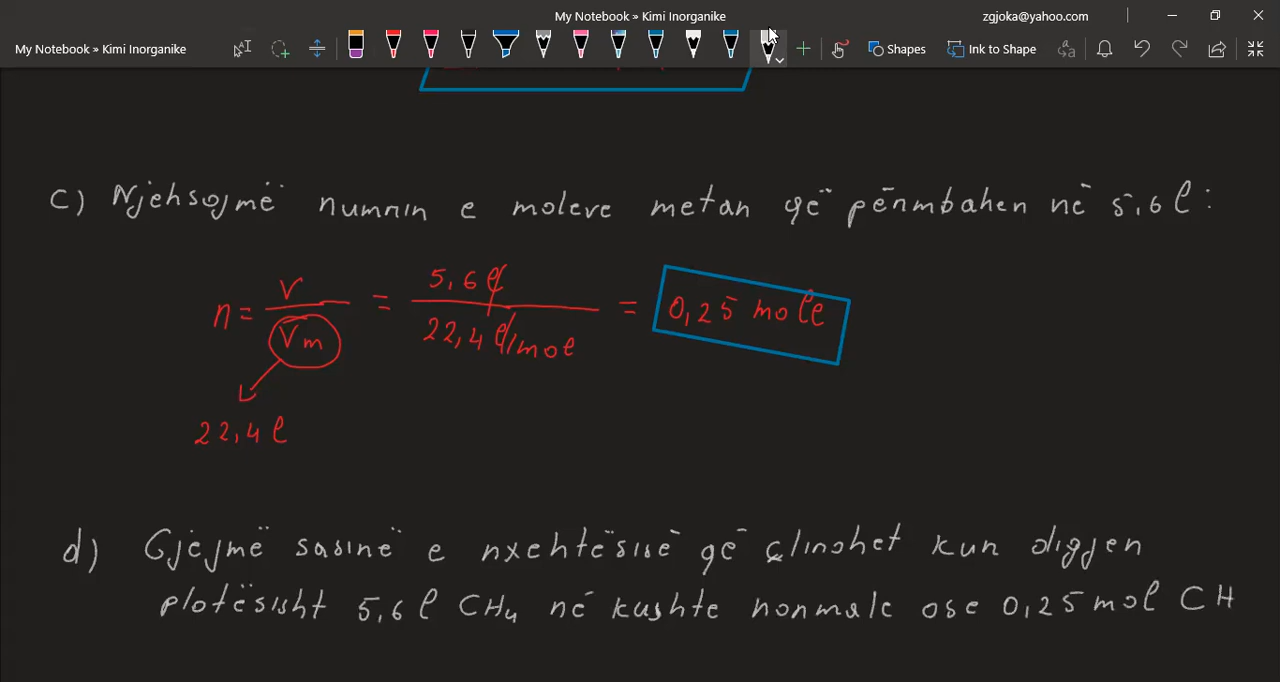 My Notebook » Kimi Inorganike
zgjoka@yahoo.com
My Notebook » Kimi Inorganike
Shapes
Ink to Shape
c) Njehsojmë numrin e moleve metan që përmbahen në 5,6 l :
n = V / Vm = 5,6 l / 22,4 l/mol = 0,25 mole
22,4 l
d) Gjejmë sasinë e nxehtësisë që çlirohet kur digjen
plotësisht 5,6 l CH₄ në kushte normale ose 0,25 mol CH